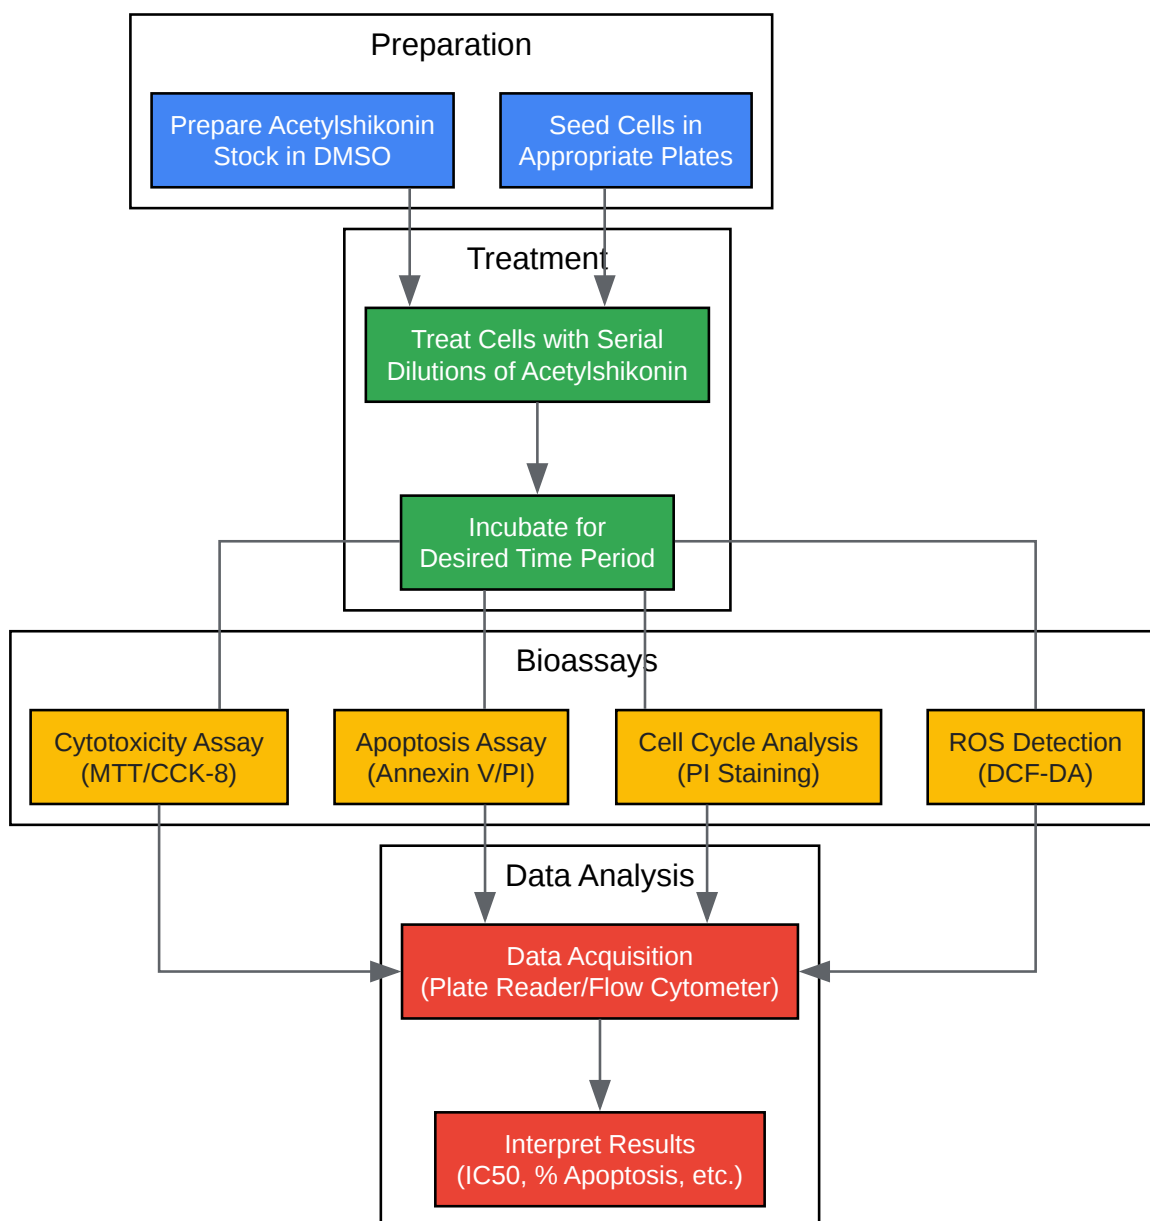 Preparation
Prepare Acetylshikonin
Stock in DMSO
Seed Cells in
Appropriate Plates
Treatment
Treat Cells with Serial
Dilutions of Acetylshikonin
Incubate for
Desired Time Period
Bioassays
Cytotoxicity Assay
(MTT/CCK-8)
Apoptosis Assay
(Annexin V/PI)
Cell Cycle Analysis
(PI Staining)
ROS Detection
(DCF-DA)
Data Analysis
Data Acquisition
(Plate Reader/Flow Cytometer)
Interpret Results
(IC50, % Apoptosis, etc.)